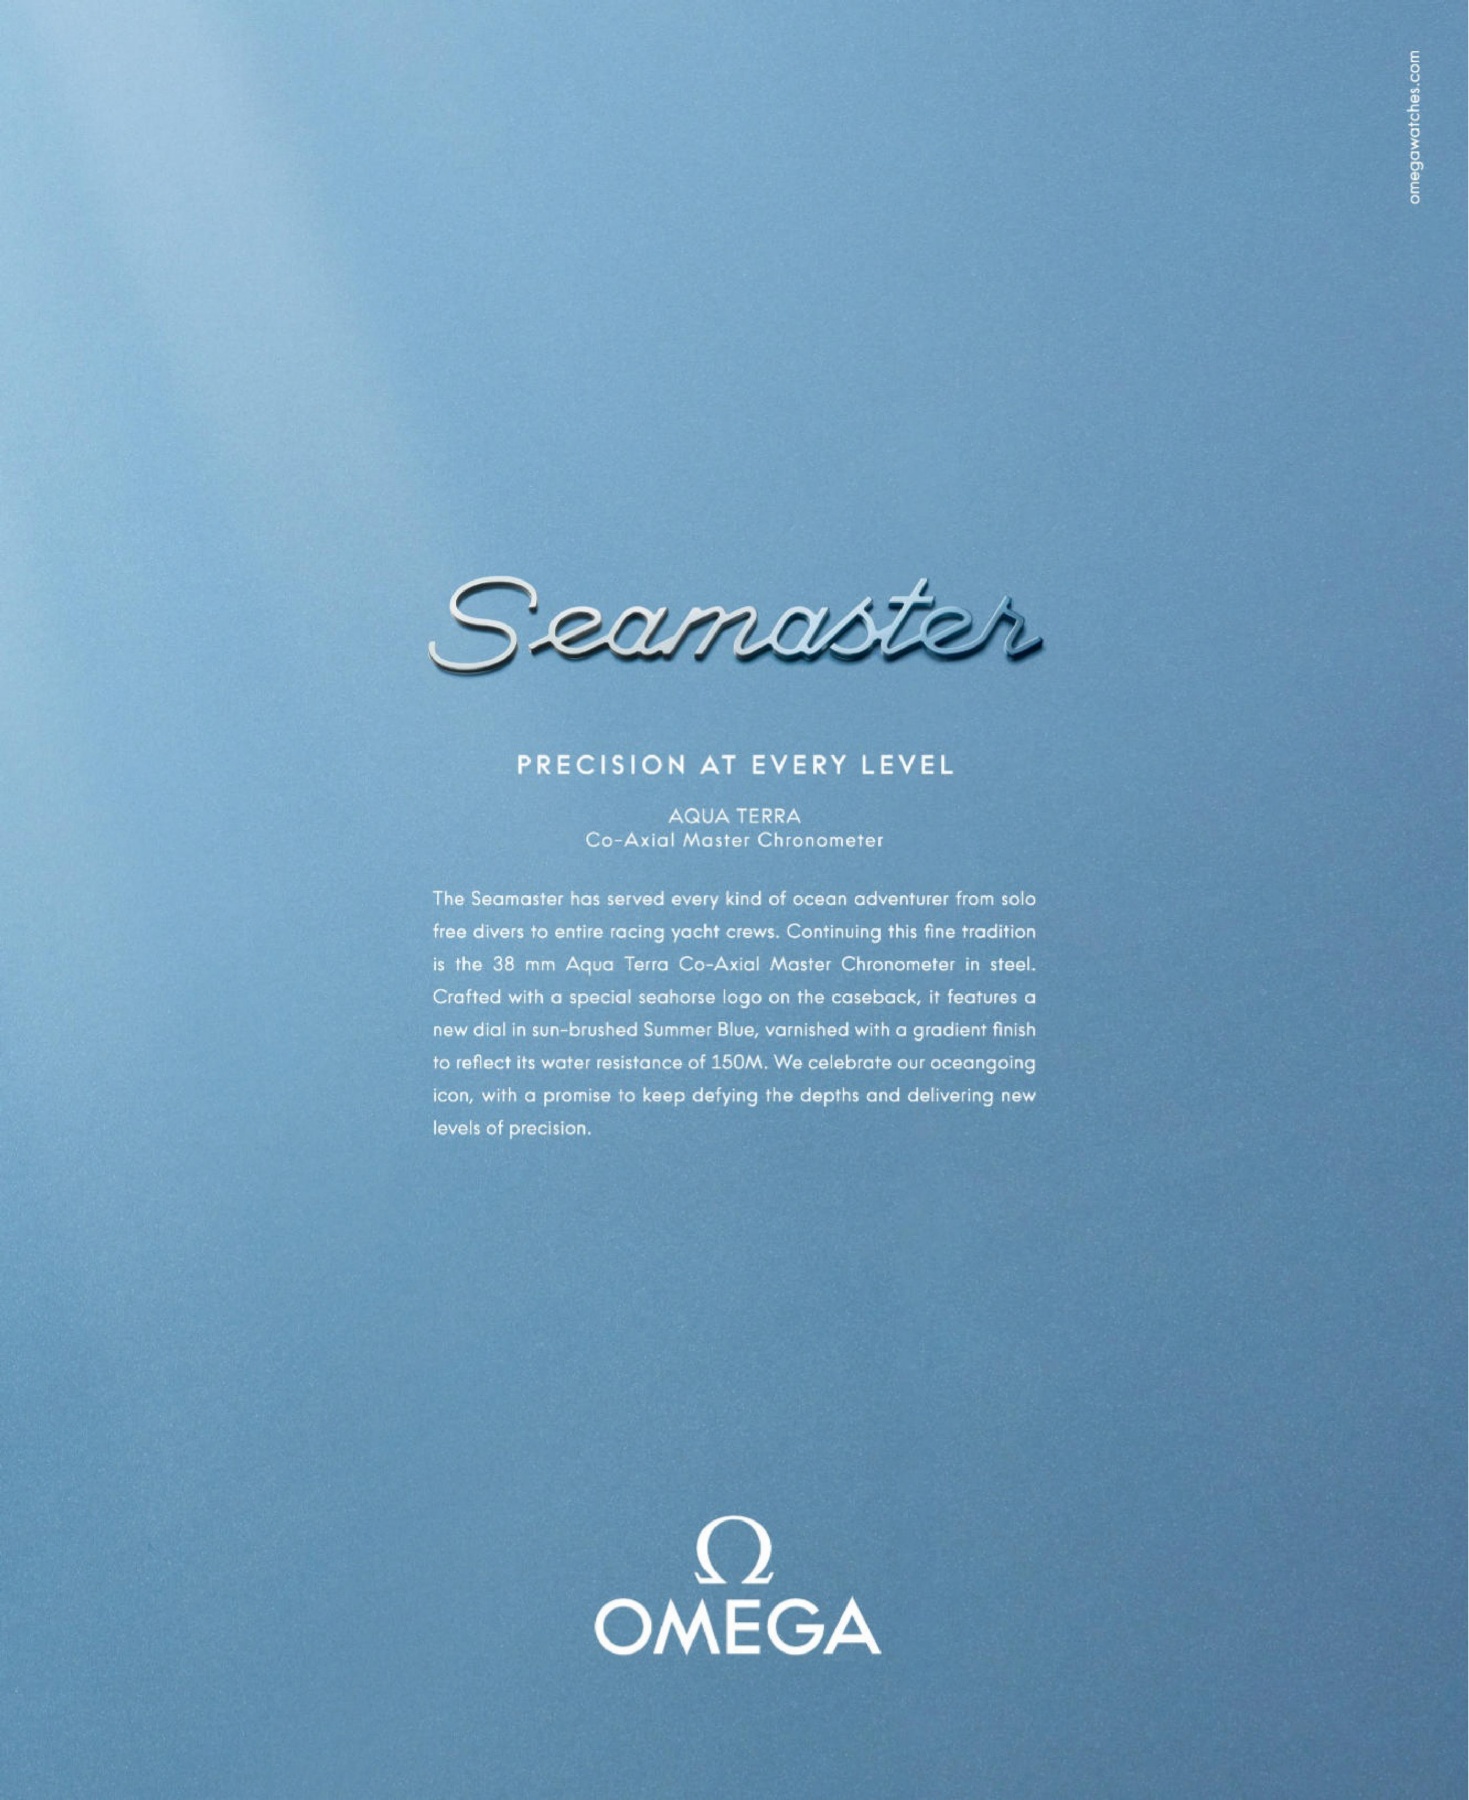 omegawatches.com
Seamaster
PRECISION AT EVERY LEVEL
AQUA TERRA
Co-Axial Master Chronometer
The Seamaster has served every kind of ocean adventurer from solo
free divers to entire racing yacht crews. Continuing this fine tradition
is the 38 mm Aqua Terra Co-Axial Master Chronometer in steel.
Crafted with a special seahorse logo on the caseback, it features a
new dial in sun-brushed Summer Blue, varnished with a gradient finish
to reflect its water resistance of 150M. We celebrate our oceangoing
icon, with a promise to keep defying the depths and delivering new
levels of precision.
Ω
OMEGA